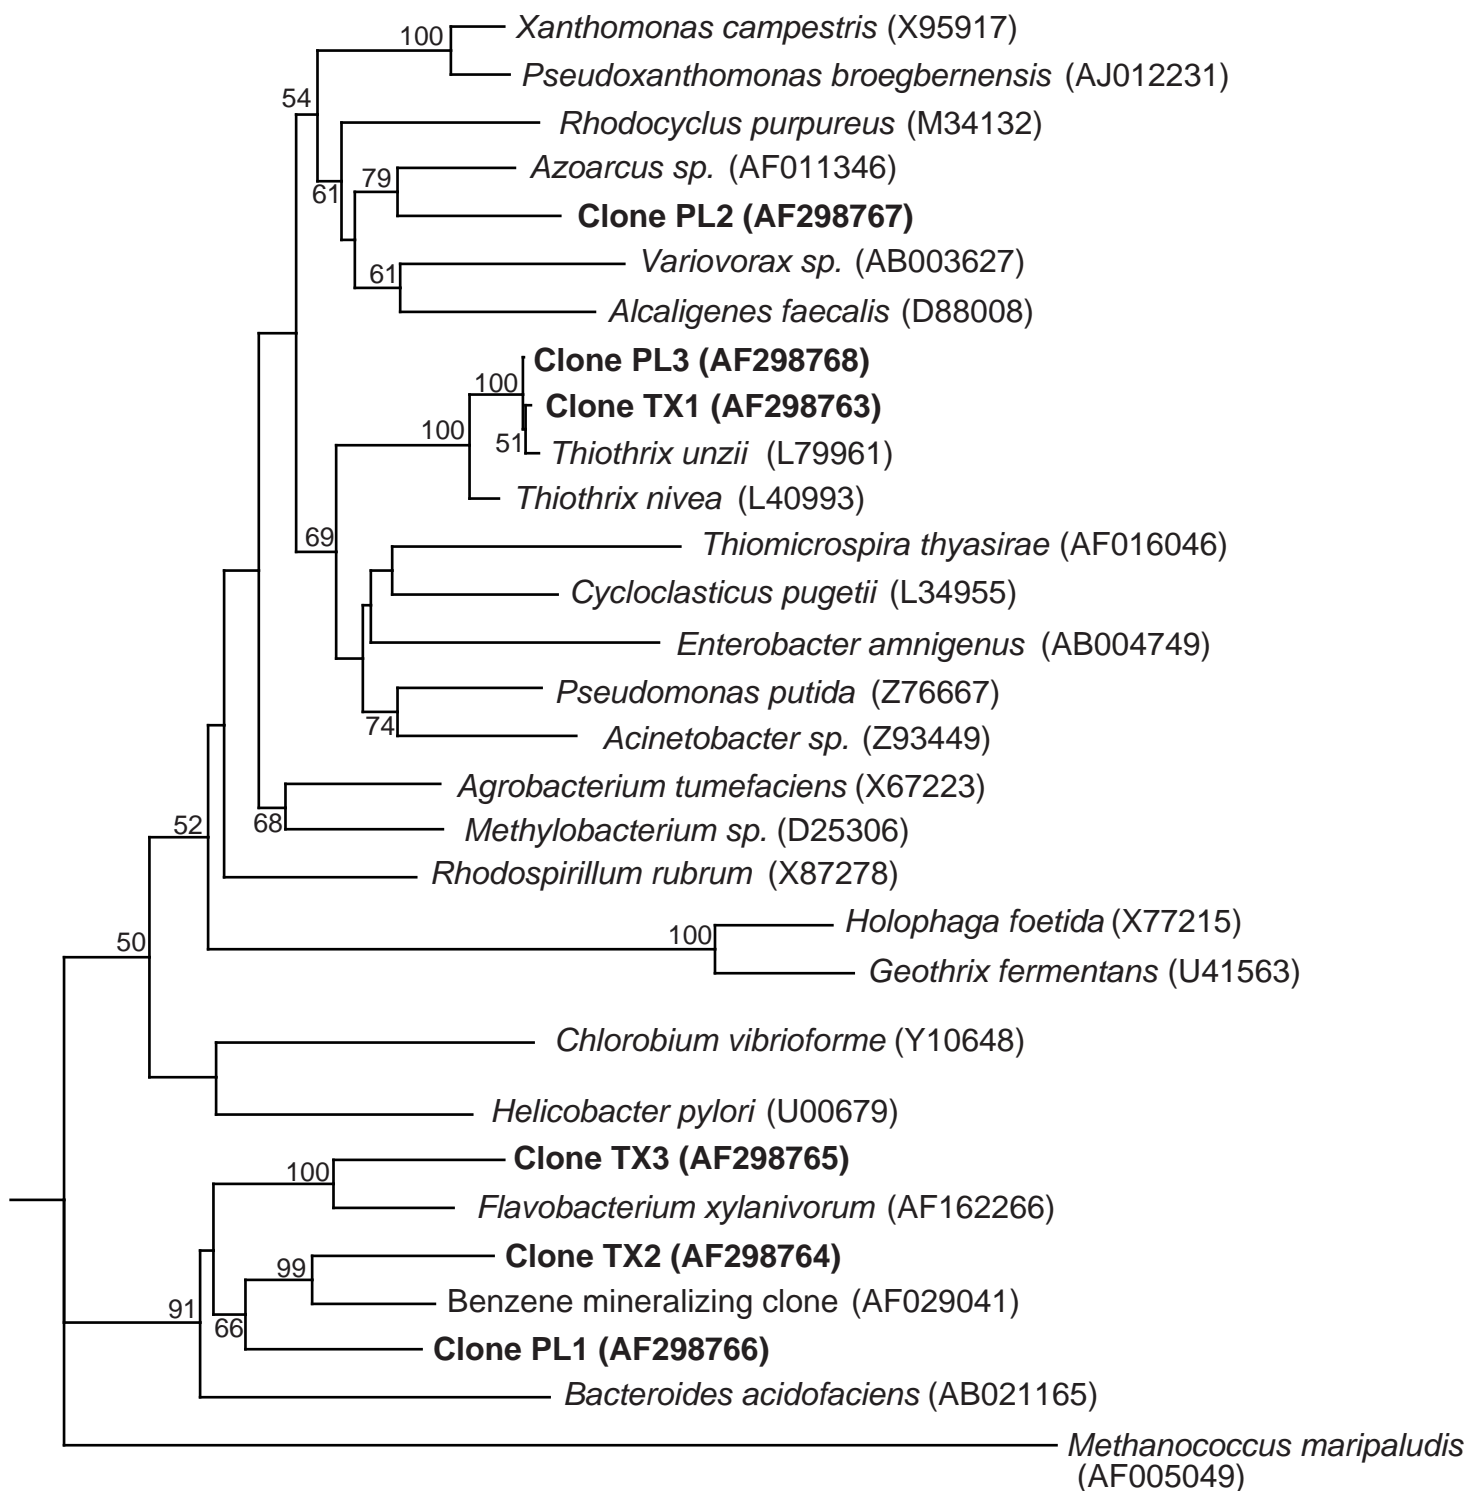 100
Xanthomonas campestris (X95917)
Pseudoxanthomonas broegbernensis (AJ012231)
54
Rhodocyclus purpureus (M34132)
Azoarcus sp. (AF011346)
79
61
Clone PL2 (AF298767)
Variovorax sp. (AB003627)
61
Alcaligenes faecalis (D88008)
Clone PL3 (AF298768)
100
Clone TX1 (AF298763)
100
51
Thiothrix unzii (L79961)
Thiothrix nivea (L40993)
69
Thiomicrospira thyasirae (AF016046)
Cycloclasticus pugetii (L34955)
Enterobacter amnigenus (AB004749)
Pseudomonas putida (Z76667)
74
Acinetobacter sp. (Z93449)
Agrobacterium tumefaciens (X67223)
68
Methylobacterium sp. (D25306)
52
Rhodospirillum rubrum (X87278)
Holophaga foetida (X77215)
100
Geothrix fermentans (U41563)
50
Chlorobium vibrioforme (Y10648)
Helicobacter pylori (U00679)
Clone TX3 (AF298765)
100
Flavobacterium xylanivorum (AF162266)
Clone TX2 (AF298764)
99
Benzene mineralizing clone (AF029041)
91
66
Clone PL1 (AF298766)
Bacteroides acidofaciens (AB021165)
Methanococcus maripaludis
(AF005049)